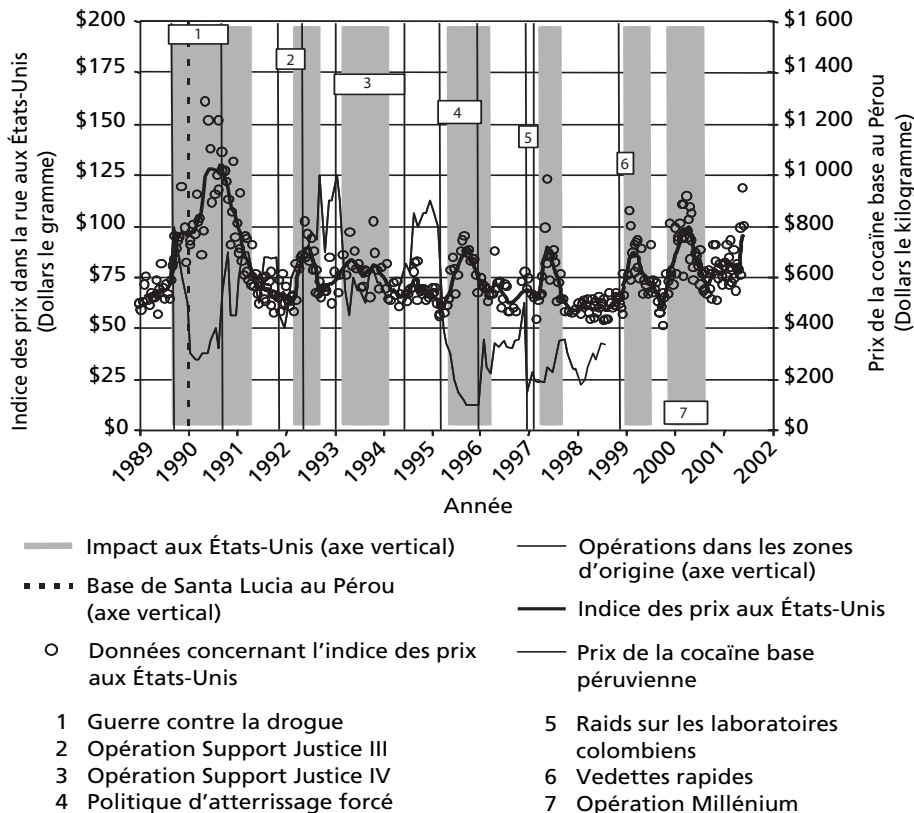 Indice des prix dans la rue aux États-Unis
(Dollars le gramme)
$200
$175
$150
$125
$100
$75
$50
$25
$0
1
2
3
4
5
6
7
$1 600
$1 400
$1 200
$1 000
$800
$600
$400
$200
$0
Prix de la cocaïne base au Pérou
(Dollars le kilogramme)
1989
1990
1991
1992
1993
1994
1995
1996
1997
1998
1999
2000
2001
2002
Année
Impact aux États-Unis (axe vertical)
Base de Santa Lucia au Pérou
(axe vertical)
Données concernant l'indice des prix
aux États-Unis
Opérations dans les zones
d'origine (axe vertical)
Indice des prix aux États-Unis
Prix de la cocaïne base
péruvienne
1 Guerre contre la drogue
2 Opération Support Justice III
3 Opération Support Justice IV
4 Politique d'atterrissage forcé
5 Raids sur les laboratoires
colombiens
6 Vedettes rapides
7 Opération Millénium